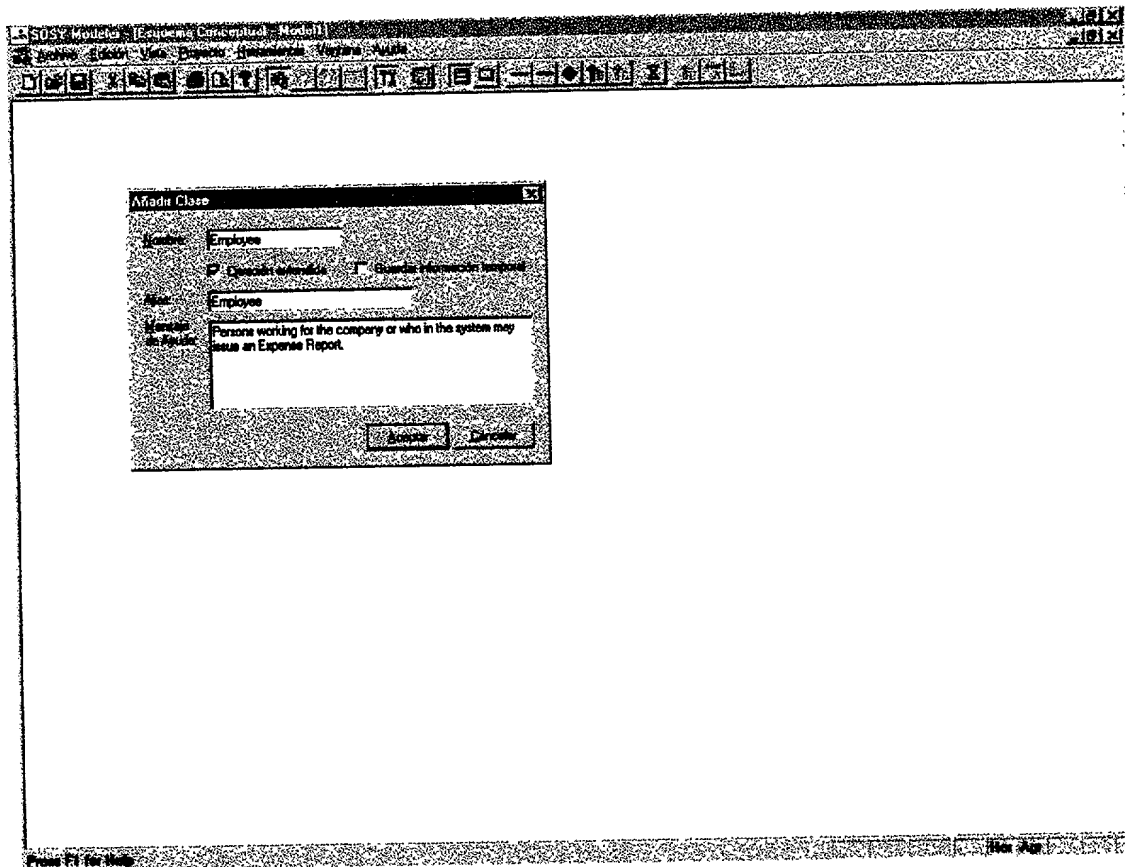 SOSY Modeler - [Esquema Conceptual - Model1]
Archivo Edición Vista Proyecto Herramientas Ventana Ayuda
Añadir Clase
Nombre: Employee
Creación extendida Guardar información temporal
Alias: Employee
Mensaje de Ayuda:
Persons working for the company or who in the system may
issue an Expense Report.
Aceptar Cancelar
Press F1 for Help